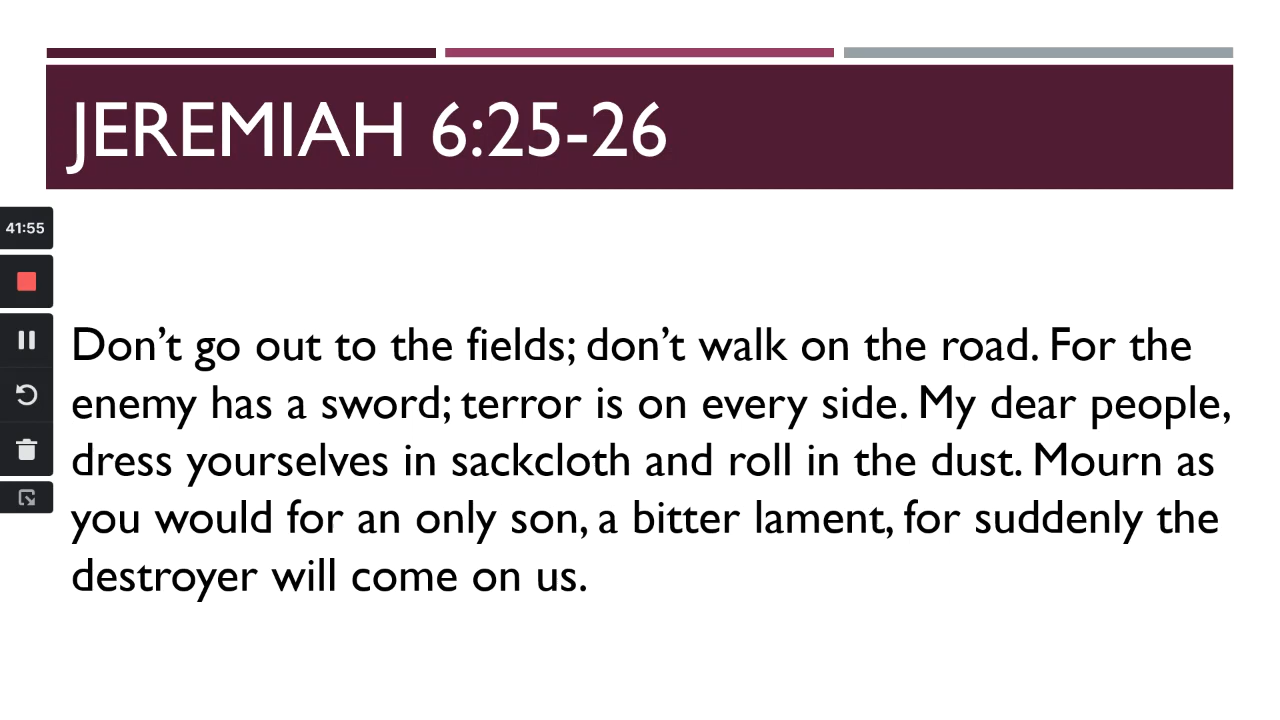 JEREMIAH 6:25-26
41:55
Don’t go out to the fields; don’t walk on the road. For the
enemy has a sword; terror is on every side. My dear people,
dress yourselves in sackcloth and roll in the dust. Mourn as
you would for an only son, a bitter lament, for suddenly the
destroyer will come on us.